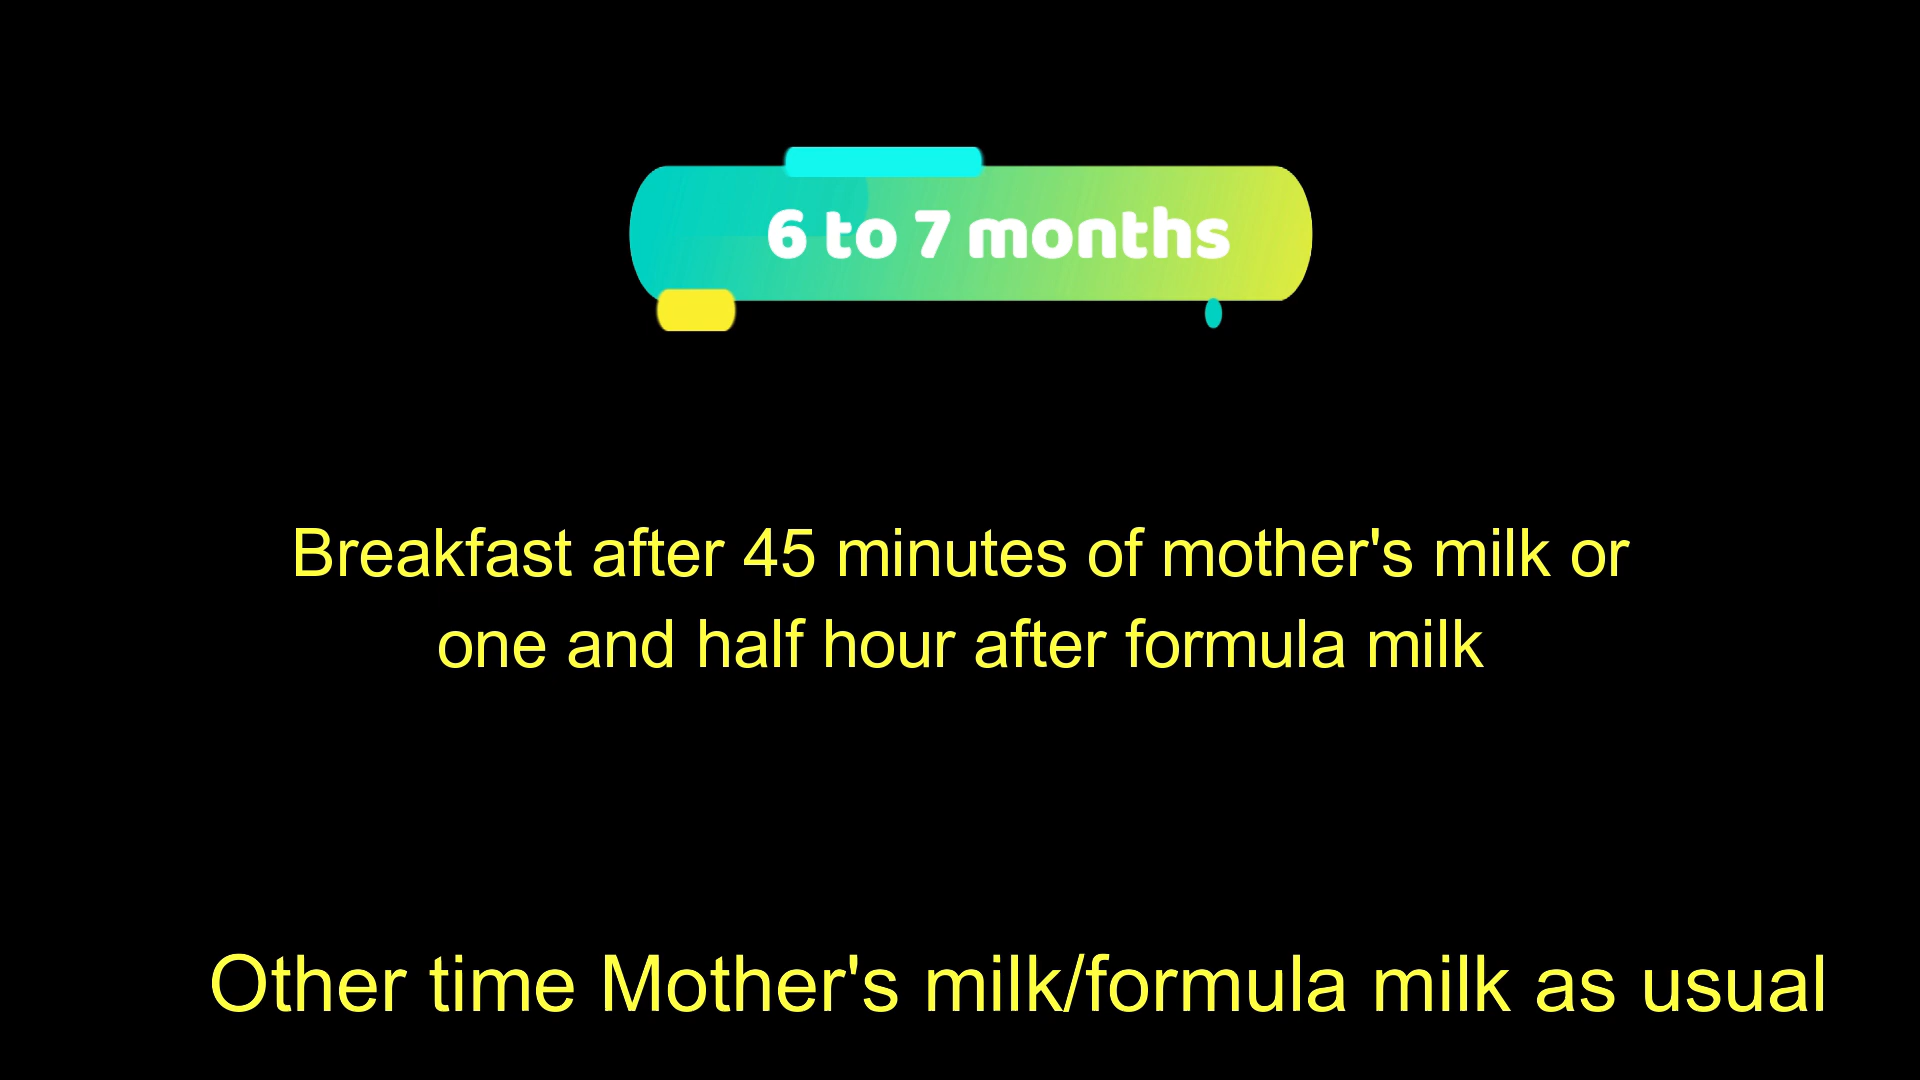 6 to 7 months
Breakfast after 45 minutes of mother's milk or
one and half hour after formula milk
Other time Mother's milk/formula milk as usual